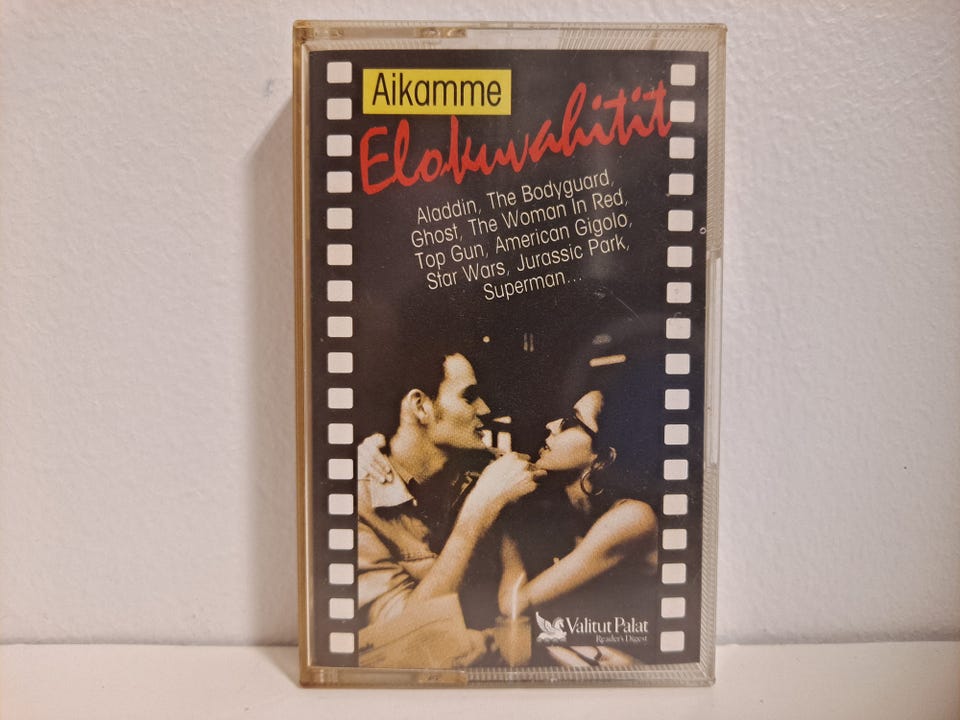 Aikamme
Elokuvahitit
Aladdin, The Bodyguard,
Ghost, The Woman In Red,
Top Gun, American Gigolo,
Star Wars, Jurassic Park,
Superman...
Valitut Palat
Reader's Digest